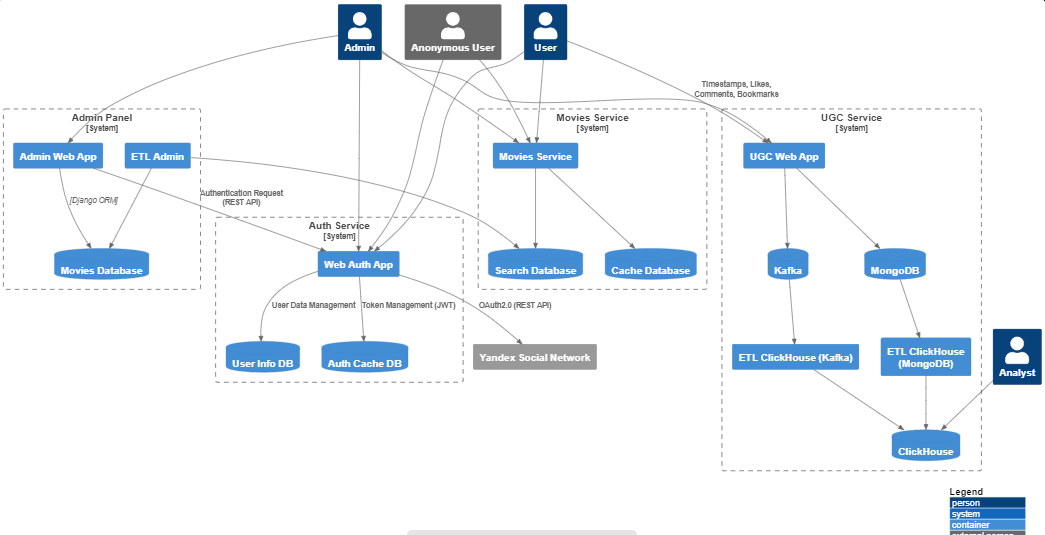 Admin
Anonymous User
User
Timestamps, Likes,
Comments, Bookmarks
Admin Panel
[System]
Movies Service
[System]
UGC Service
[System]
Admin Web App
ETL Admin
Movies Service
UGC Web App
[Django ORM]
Authentication Request
(REST API)
Auth Service
[System]
Movies Database
Web Auth App
Search Database
Cache Database
Kafka
MongoDB
User Data Management
Token Management (JWT)
OAuth2.0 (REST API)
User Info DB
Auth Cache DB
Yandex Social Network
ETL ClickHouse (Kafka)
ETL ClickHouse
(MongoDB)
Analyst
ClickHouse
Legend
person
system
container